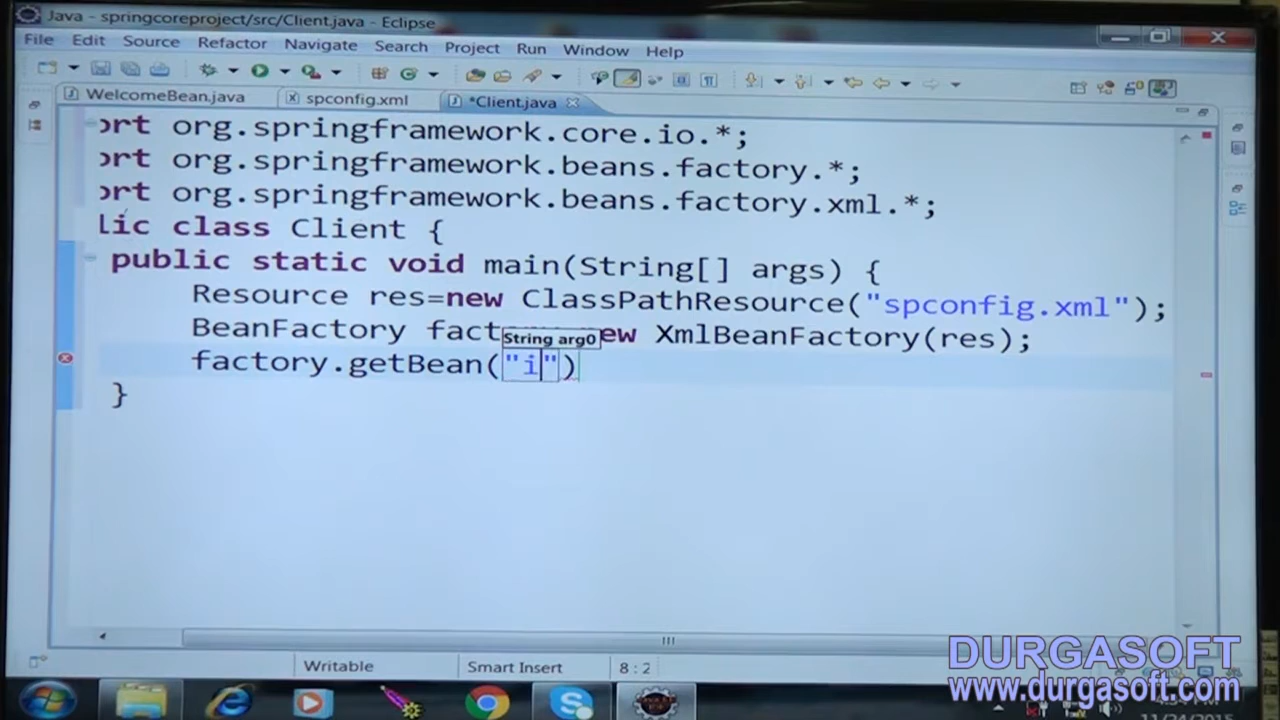 Java - springcoreproject/src/Client.java - Eclipse
File Edit Source Refactor Navigate Search Project Run Window Help
WelcomeBean.java spconfig.xml *Client.java
ort org.springframework.core.io.*;
ort org.springframework.beans.factory.*;
ort org.springframework.beans.factory.xml.*;
lic class Client {
public static void main(String[] args) {
Resource res=new ClassPathResource("spconfig.xml");
BeanFactory fact ew XmlBeanFactory(res);
String arg0
factory.getBean("i")
}
Writable Smart Insert 8 : 2
DURGASOFT
www.durgasoft.com